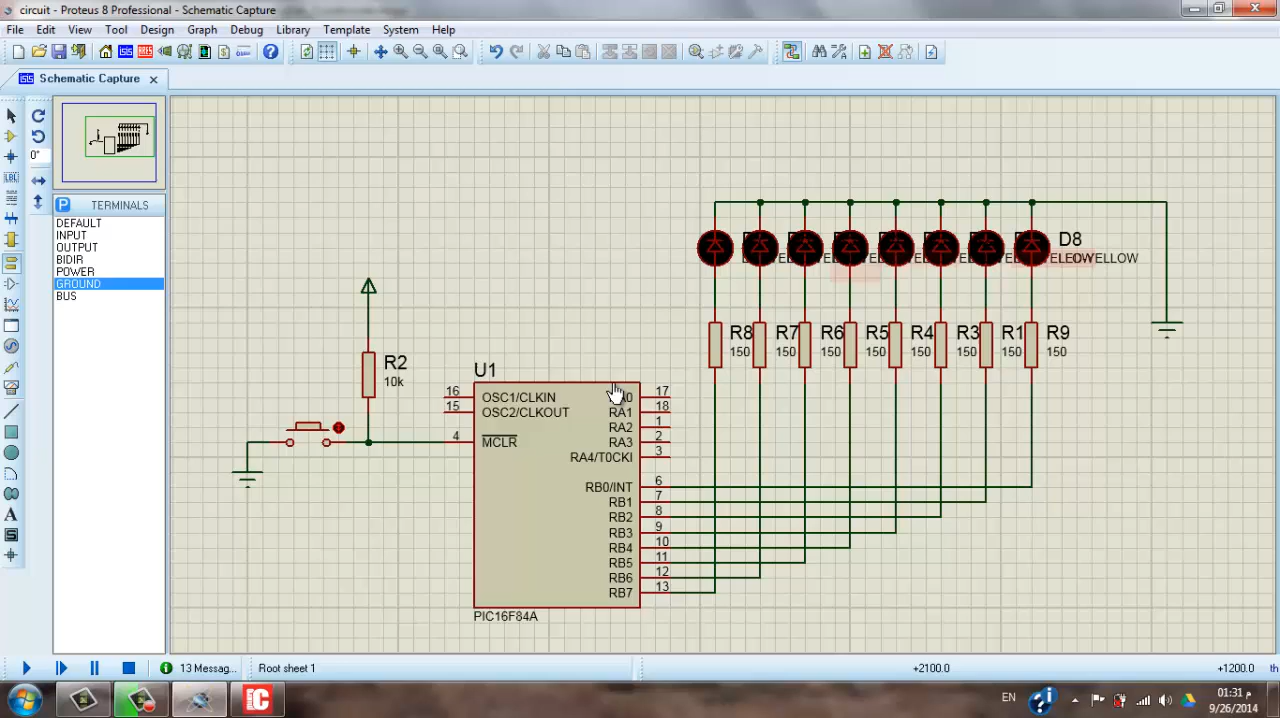 circuit - Proteus 8 Professional - Schematic Capture
File Edit View Tool Design Graph Debug Library Template System Help
Schematic Capture
0°
LBL
P TERMINALS
DEFAULT
INPUT
OUTPUT
BIDIR
POWER
GROUND
BUS
D8
YELLOW
R8 R7 R6 R5 R4 R3 R1 R9
150 150 150 150 150 150 150 150
R2
10k
U1
16 OSC1/CLKIN 17
15 OSC2/CLKOUT RA1 18
RA2 1
4 MCLR RA3 2
RA4/T0CKI 3
RB0/INT 6
RB1 7
RB2 8
RB3 9
RB4 10
RB5 11
RB6 12
RB7 13
PIC16F84A
A
13 Messag... Root sheet 1 +2100.0 +1200.0 th
EN
01:31 م
9/26/2014